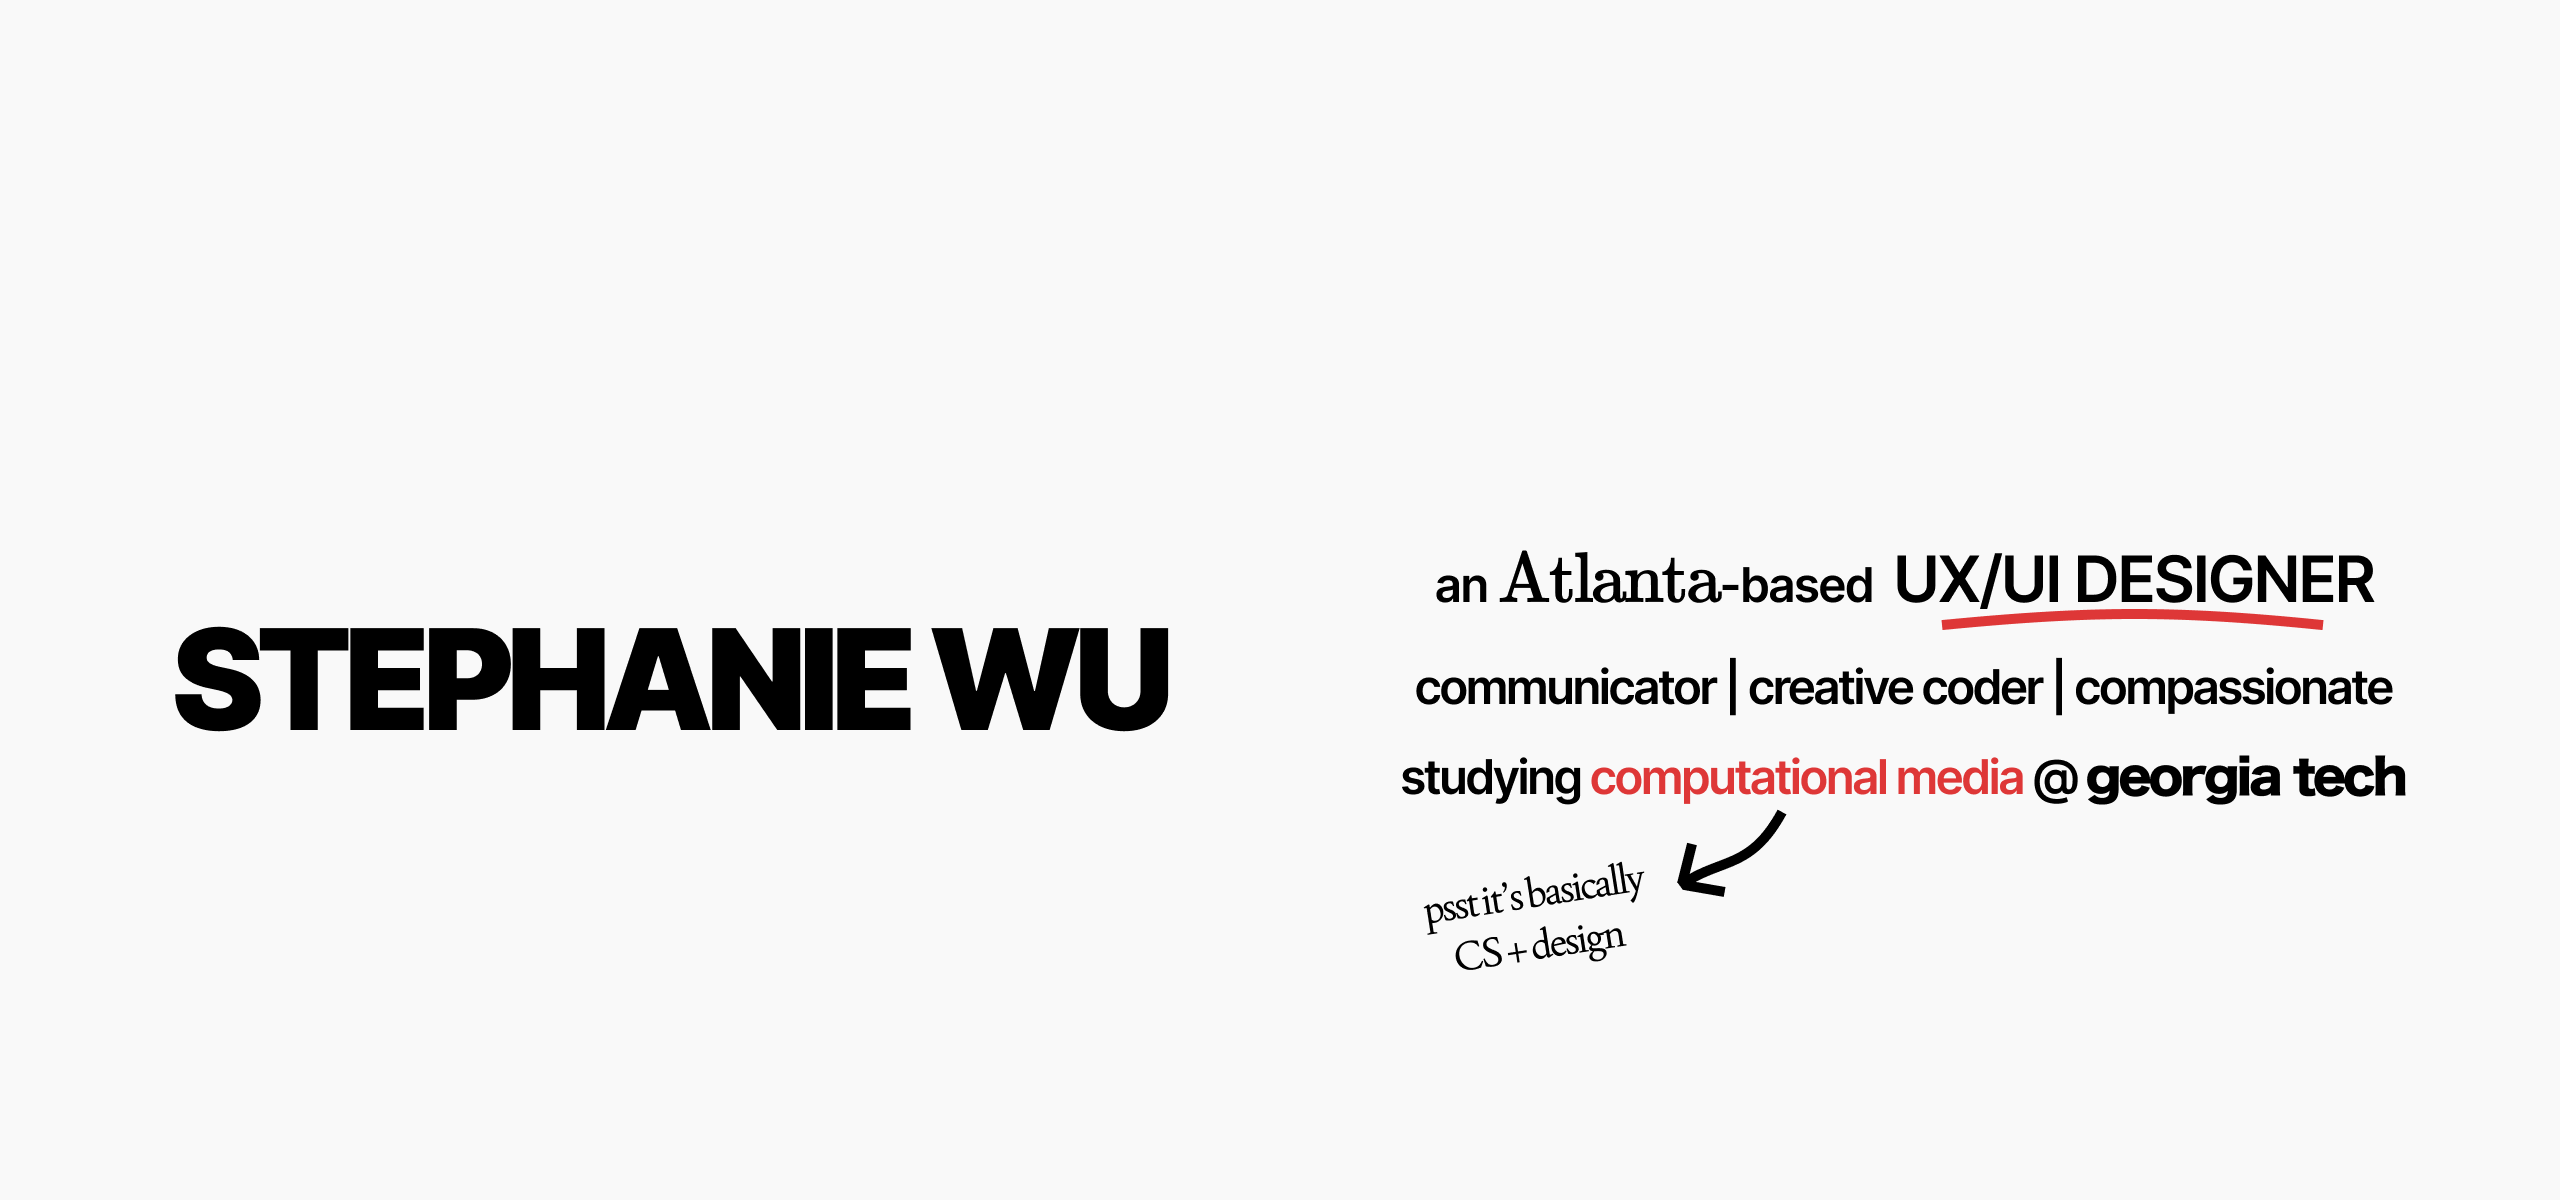 STEPHANIE WU
an Atlanta-based UX/UI DESIGNER
communicator | creative coder | compassionate
studying computational media @ georgia tech
psst it’s basically
CS + design